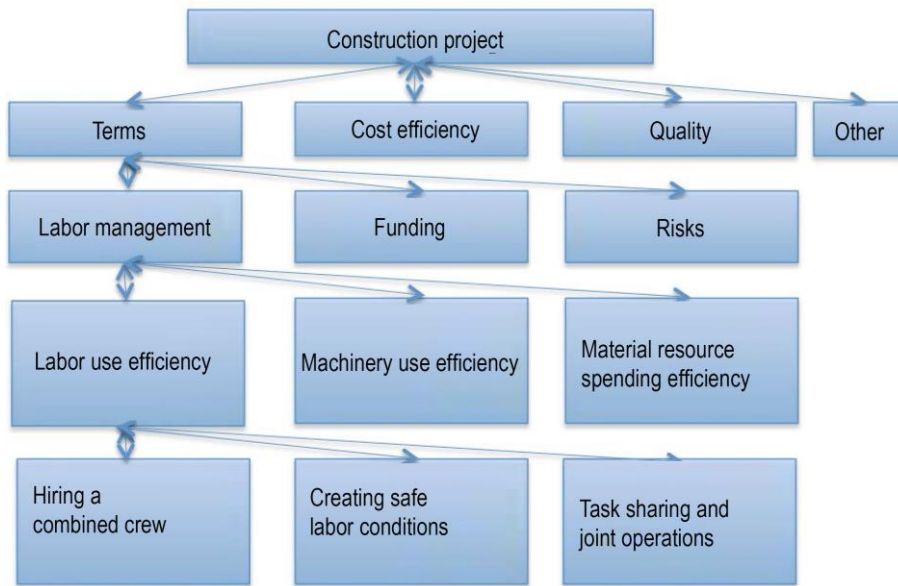 Construction project
Terms
Cost efficiency
Quality
Other
Labor management
Funding
Risks
Labor use efficiency
Machinery use efficiency
Material resource
spending efficiency
Hiring a
combined crew
Creating safe
labor conditions
Task sharing and
joint operations